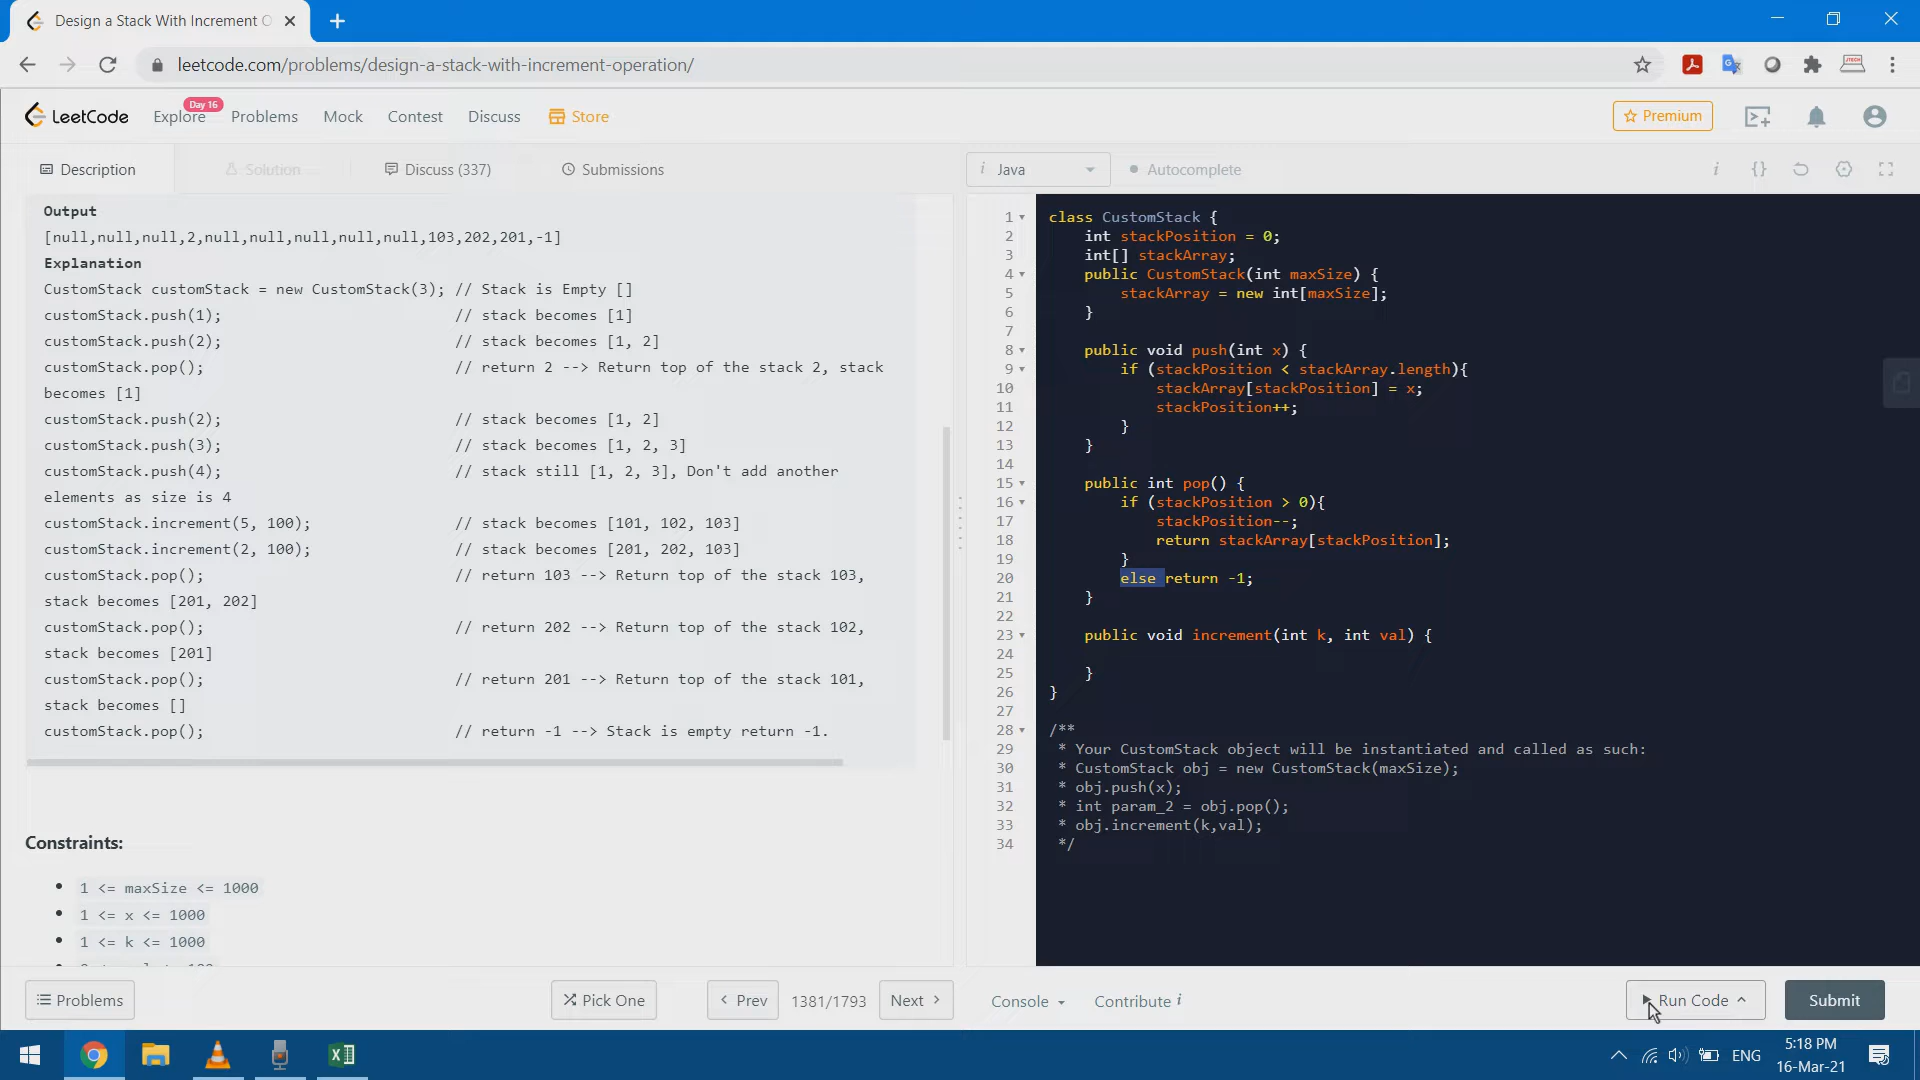 Design a Stack With Increment O
leetcode.com/problems/design-a-stack-with-increment-operation/
LeetCode Explore Day 16 Problems Mock Contest Discuss Store Premium
Description Solution Discuss (337) Submissions
i Java Autocomplete i {}
Output
[null,null,null,2,null,null,null,null,null,103,202,201,-1]
Explanation
CustomStack customStack = new CustomStack(3); // Stack is Empty []
customStack.push(1); // stack becomes [1]
customStack.push(2); // stack becomes [1, 2]
customStack.pop(); // return 2 --> Return top of the stack 2, stack
becomes [1]
customStack.push(2); // stack becomes [1, 2]
customStack.push(3); // stack becomes [1, 2, 3]
customStack.push(4); // stack still [1, 2, 3], Don't add another
elements as size is 4
customStack.increment(5, 100); // stack becomes [101, 102, 103]
customStack.increment(2, 100); // stack becomes [201, 202, 103]
customStack.pop(); // return 103 --> Return top of the stack 103,
stack becomes [201, 202]
customStack.pop(); // return 202 --> Return top of the stack 102,
stack becomes [201]
customStack.pop(); // return 201 --> Return top of the stack 101,
stack becomes []
customStack.pop(); // return -1 --> Stack is empty return -1.
Constraints:
1 <= maxSize <= 1000
1 <= x <= 1000
1 <= k <= 1000
1 class CustomStack {
2 int stackPosition = 0;
3 int[] stackArray;
4 public CustomStack(int maxSize) {
5 stackArray = new int[maxSize];
6 }
7
8 public void push(int x) {
9 if (stackPosition < stackArray.length){
10 stackArray[stackPosition] = x;
11 stackPosition++;
12 }
13 }
14
15 public int pop() {
16 if (stackPosition > 0){
17 stackPosition--;
18 return stackArray[stackPosition];
19 }
20 else return -1;
21 }
22
23 public void increment(int k, int val) {
24
25 }
26 }
27
28 /**
29 * Your CustomStack object will be instantiated and called as such:
30 * CustomStack obj = new CustomStack(maxSize);
31 * obj.push(x);
32 * int param_2 = obj.pop();
33 * obj.increment(k,val);
34 */
Problems Pick One Prev 1381/1793 Next Console Contribute i Run Code Submit
ENG 5:18 PM
16-Mar-21